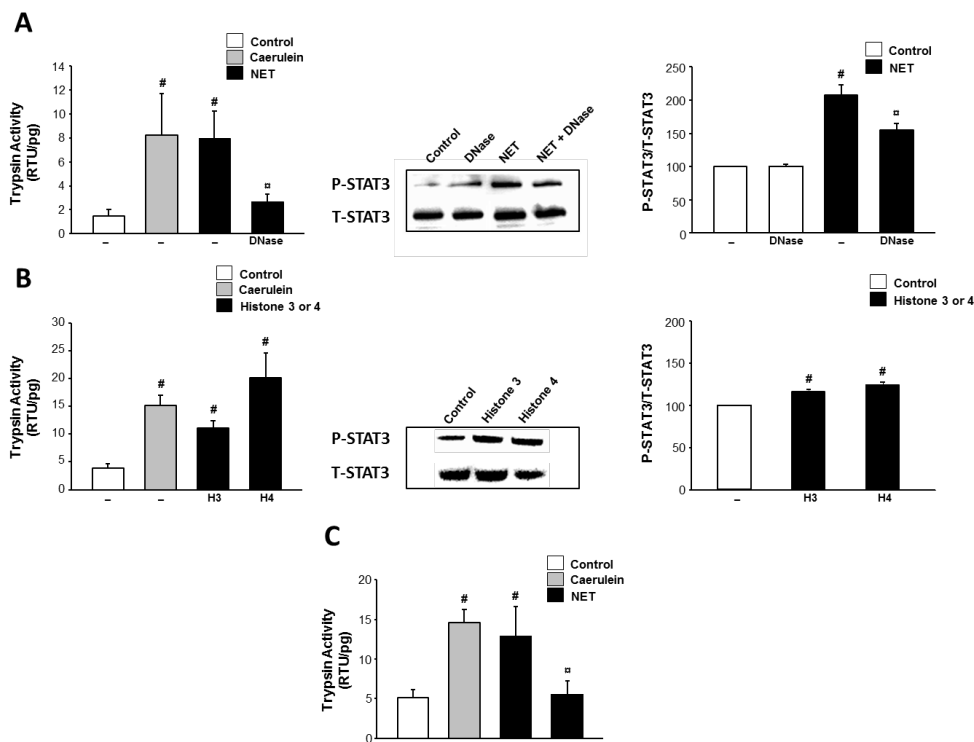 A
Control
Caerulein
NET
Trypsin Activity
(RTU/pg)
14
12
10
8
6
4
2
0
#
#
¤
–
–
–
DNase
Control
DNase
NET
NET + DNase
P-STAT3
T-STAT3
Control
NET
P-STAT3/T-STAT3
250
200
150
100
50
0
#
¤
–
DNase
–
DNase
B
Control
Caerulein
Histone 3 or 4
Trypsin Activity
(RTU/pg)
30
25
20
15
10
5
0
#
#
#
–
–
H3
H4
Control
Histone 3
Histone 4
P-STAT3
T-STAT3
Control
Histone 3 or 4
P-STAT3/T-STAT3
200
150
100
50
0
#
#
–
H3
H4
C
Control
Caerulein
NET
Trypsin Activity
(RTU/pg)
20
15
10
5
0
#
#
¤